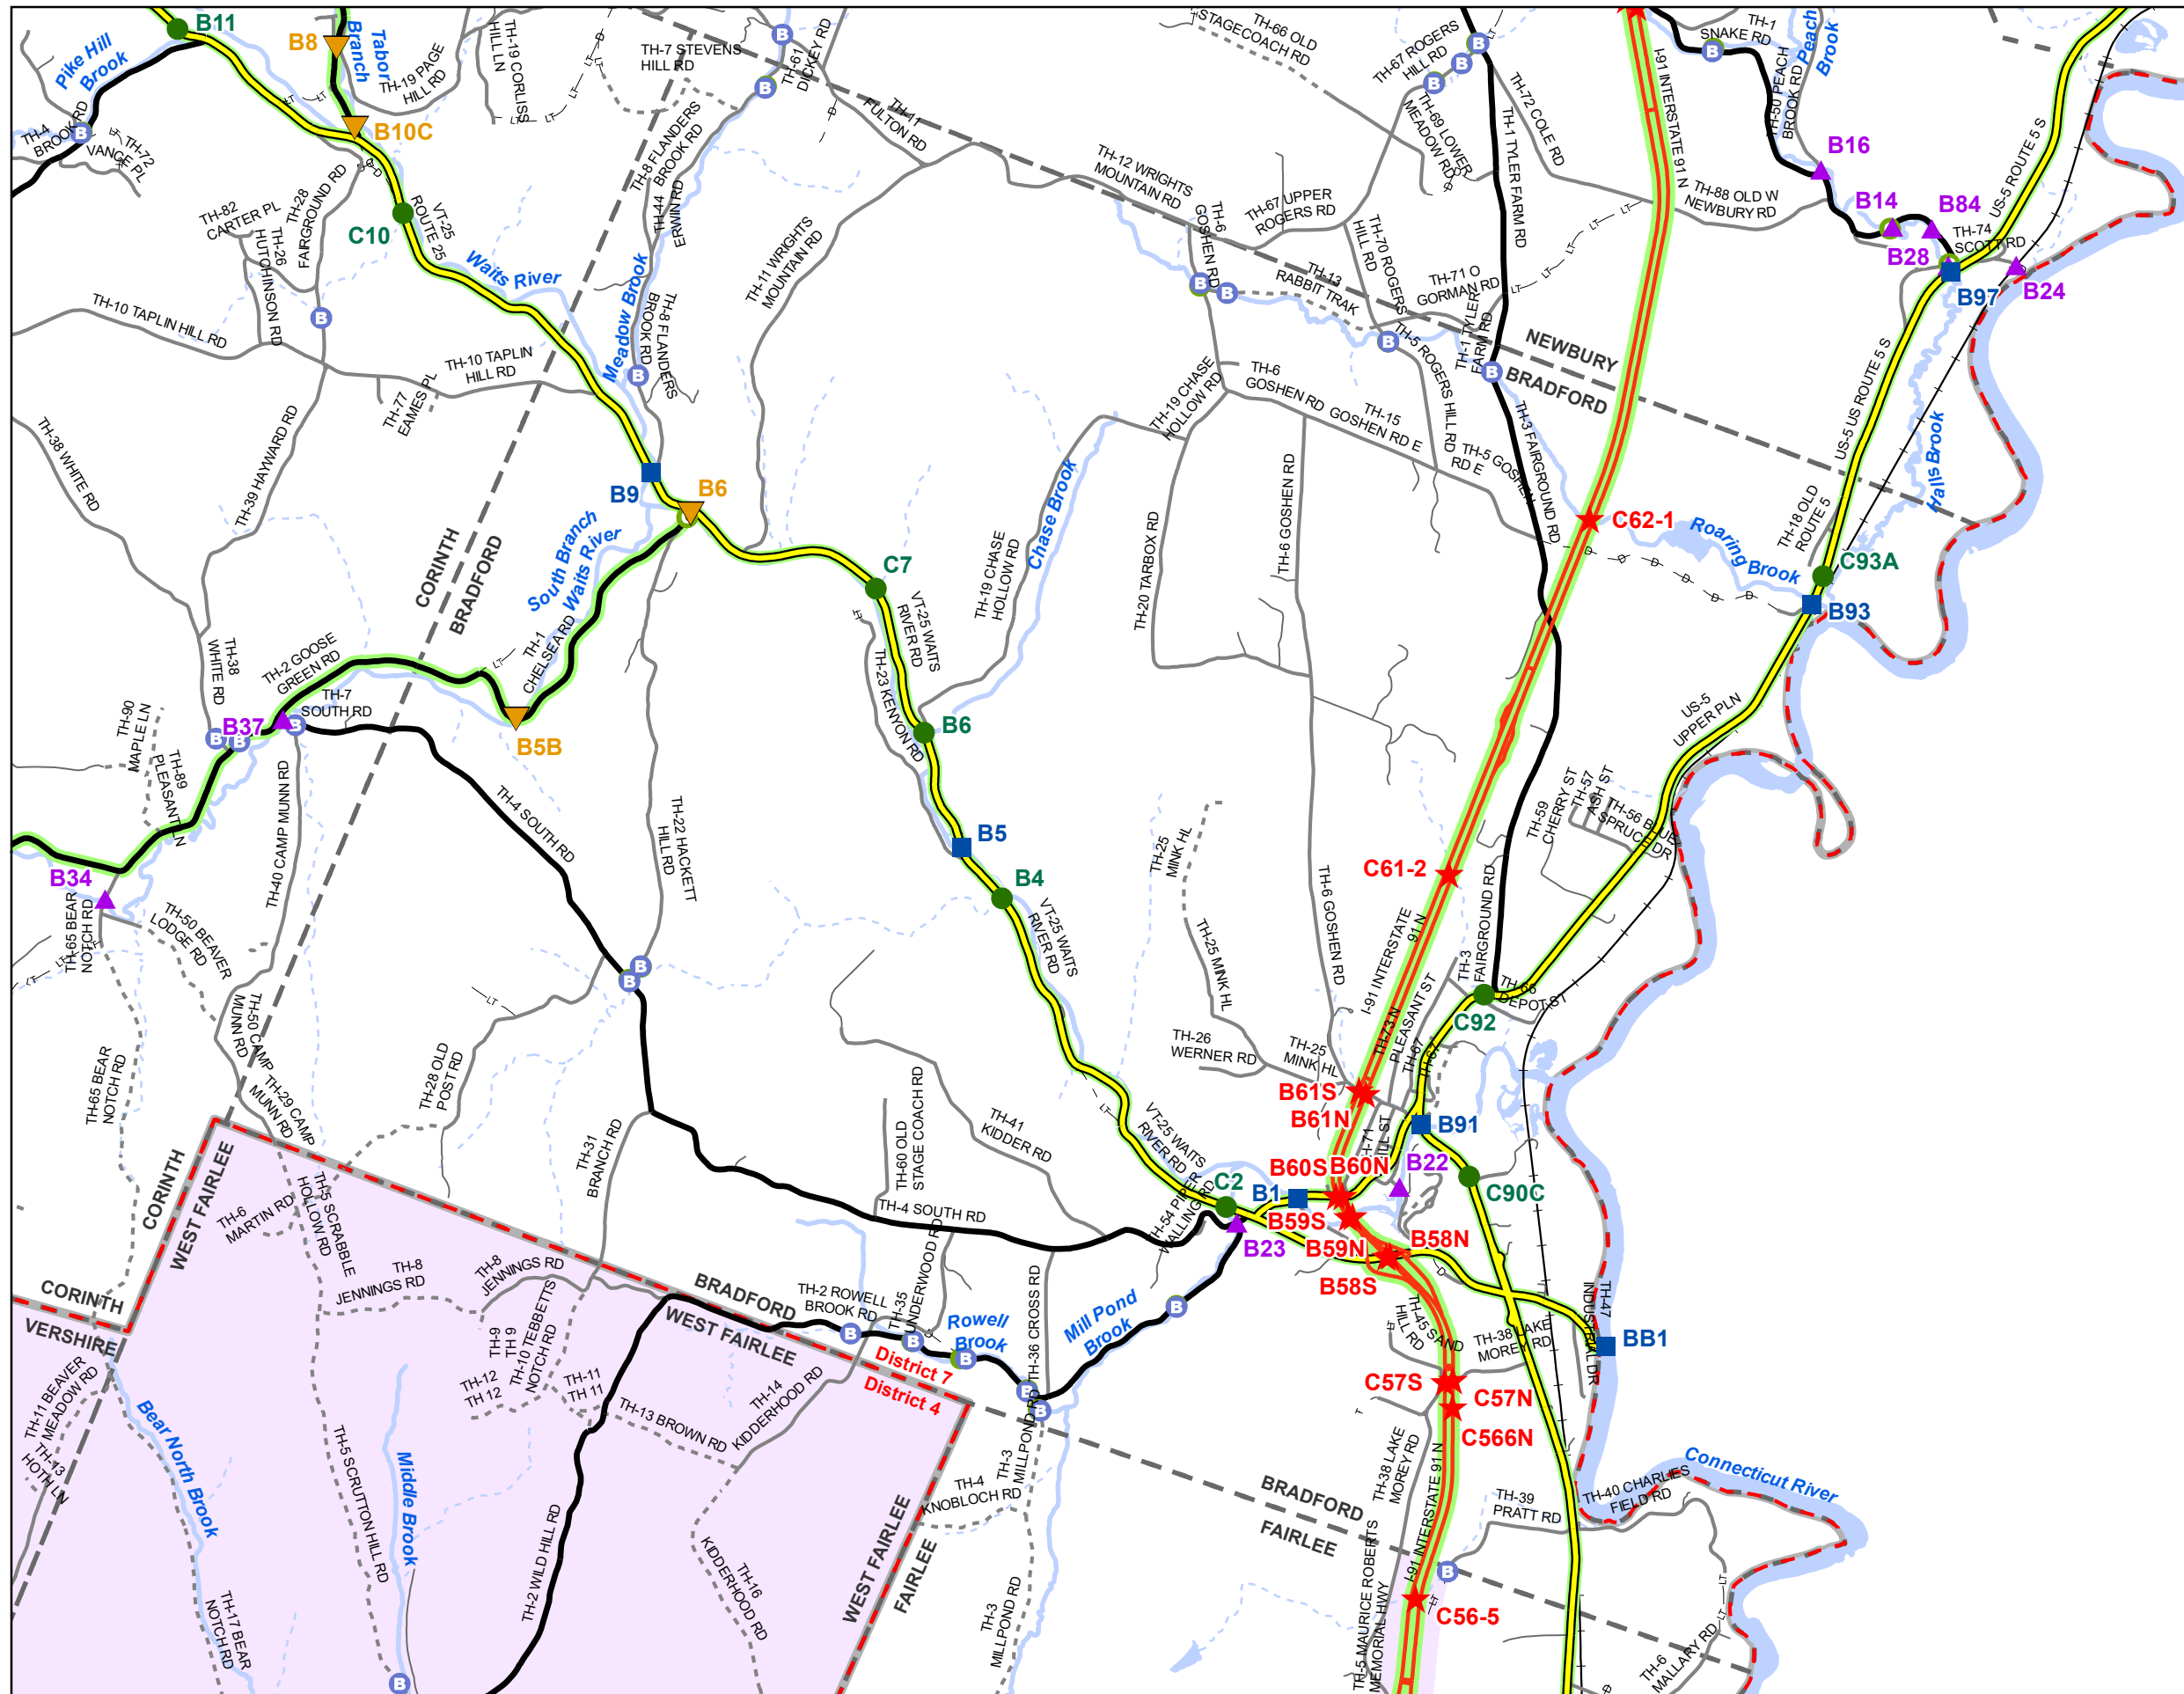 B11
Pike Hill
Brook
B8
Tabor
Branch
TH-19 PAGE
HILL RD
TH-19 CORLISS
HILL LN
TH-7 STEVENS
HILL RD
TH-61
DICKEY RD
TH-66 OLD
STAGECOACH RD
TH-67 ROGERS
HILL RD
I-91 INTERSTATE 91 N
TH-1
SNAKE RD
Peach
Brook
TH-50 PEACH
BROOK RD
TH-4
BROOK RD
VANCE PL
TH-72
B10C
TH-11
FULTON RD
TH-8 FLANDERS
BROOK RD
TH-44
ERWIN RD
TH-69 LOWER
MEADOW RD
TH-72 COLE RD
TH-1 TYLER FARM RD
US-5 ROUTE 5 S
B16
TH-12 WRIGHTS
MOUNTAIN RD
TH-82
CARTER PL
TH-28
FAIRGROUND RD
TH-26
HUTCHINSON RD
C10
VT-25
ROUTE 25
Waits River
Meadow Brook
TH-11 WRIGHTS
MOUNTAIN RD
TH-6
GOSHEN RD
TH-67 UPPER
ROGERS RD
TH-88 OLD W
NEWBURY RD
B14
B84
TH-74
SCOTT RD
B28
B97
B24
TH-10 TAPLIN HILL RD
TH-8 FLANDERS
BROOK RD
TH-13
RABBIT TRAK
TH-70 ROGERS
HILL RD
TH-71 O
GORMAN RD
TH-1 TYLER
FARM RD
NEWBURY
BRADFORD
TH-10 TAPLIN
HILL RD
TH-77
EAMES PL
TH-19 CHASE
HOLLOW RD
TH-6
GOSHEN RD
TH-15
GOSHEN RD E
TH-5 ROGERS HILL RD
TH-5 GOSHEN
RD E
TH-3 FAIRGROUND RD
US-5 US ROUTE 5 S
Halls Brook
TH-38 WHITE RD
TH-39 HAYWARD RD
B9
B6
CORINTH
BRADFORD
South Branch
Waits River
Chase Brook
TH-19 CHASE
HOLLOW RD
TH-20 TARBOX RD
TH-6 GOSHEN RD
C62-1
Roaring Brook
TH-18 OLD
ROUTE 5
C93A
B93
C7
VT-25 WAITS
RIVER RD
TH-23 KENYON RD
TH-38
WHITE RD
TH-2 GOOSE
GREEN RD
TH-1
CHELSEA RD
TH-7
SOUTH RD
B37
B5B
B6
TH-90
MAPLE LN
TH-89
PLEASANT LN
US-5
UPPER PLN
TH-4 SOUTH RD
TH-40 CAMP MUNN RD
TH-22 HACKETT
HILL RD
B5
B4
VT-25 WAITS
RIVER RD
TH-25
MINK HL
TH-25 MINK HL
TH-6 GOSHEN RD
C61-2
TH-59
CHERRY ST
TH-57
ASH ST
TH-56 BLUE
SPRUCE DR
B34
TH-65 BEAR
NOTCH RD
TH-50 BEAVER
LODGE RD
TH-50 CAMP
MUNN RD
I-91 INTERSTATE
91 N
TH-3
FAIRGROUND RD
TH-66
DEPOT ST
C92
TH-73 N
PLEASANT ST
TH-67
TH-67
TH-65 BEAR
NOTCH RD
TH-29 CAMP
MUNN RD
TH-28 OLD
POST RD
TH-26
WERNER RD
TH-25
MINK HL
B61S
B61N
B91
TH-31
BRANCH RD
TH-60 OLD
STAGE COACH RD
TH-41
KIDDER RD
VT-25 WAITS
RIVER RD
B60S
B60N
B22
C90C
C2
B1
CORINTH
WEST FAIRLEE
TH-6
MARTIN RD
TH-5 SCRABBLE
HOLLOW RD
TH-4 SOUTH RD
TH-54 PIPER
WALLING RD
B23
B59S
B59N
B58N
B58S
TH-8
JENNINGS RD
TH-8
JENNINGS RD
BRADFORD
WEST FAIRLEE
TH-2 ROWELL
BROOK RD
TH-35
UNDERWOOD RD
Rowell
Brook
TH-36 CROSS RD
Mill Pond
Brook
TH-45 SAND
HILL RD
TH-38 LAKE
MOREY RD
TH-47
INDUSTRIAL DR
BB1
CORINTH
VERSHIRE
TH-11 BEAVER
MEADOW RD
TH-13
HOTH LN
TH-9
TH 9
TH-10 TEBBETTS
NOTCH RD
TH-12
TH 12
TH-11
TH 11
TH-13 BROWN RD
TH-14
KIDDERHOOD RD
District 7
District 4
C57S
C57N
C566N
Bear North Brook
TH-5 SCRUTTON HILL RD
Middle Brook
TH-2 WILD HILL RD
TH-16
KIDDERHOOD RD
WEST FAIRLEE
FAIRLEE
TH-3
MILLPOND RD
TH-4
KNOBLOCH RD
TH-3
MILLPOND RD
BRADFORD
FAIRLEE
TH-38 LAKE
MOREY RD
I-91 INTERSTATE 91 N
TH-39
PRATT RD
TH-40 CHARLIES
FIELD RD
Connecticut River
TH-17 BEAR
NOTCH RD
TH-5 MAURICE ROBERTS
MEMORIAL HWY
C56-5
TH-6
MALLARY RD